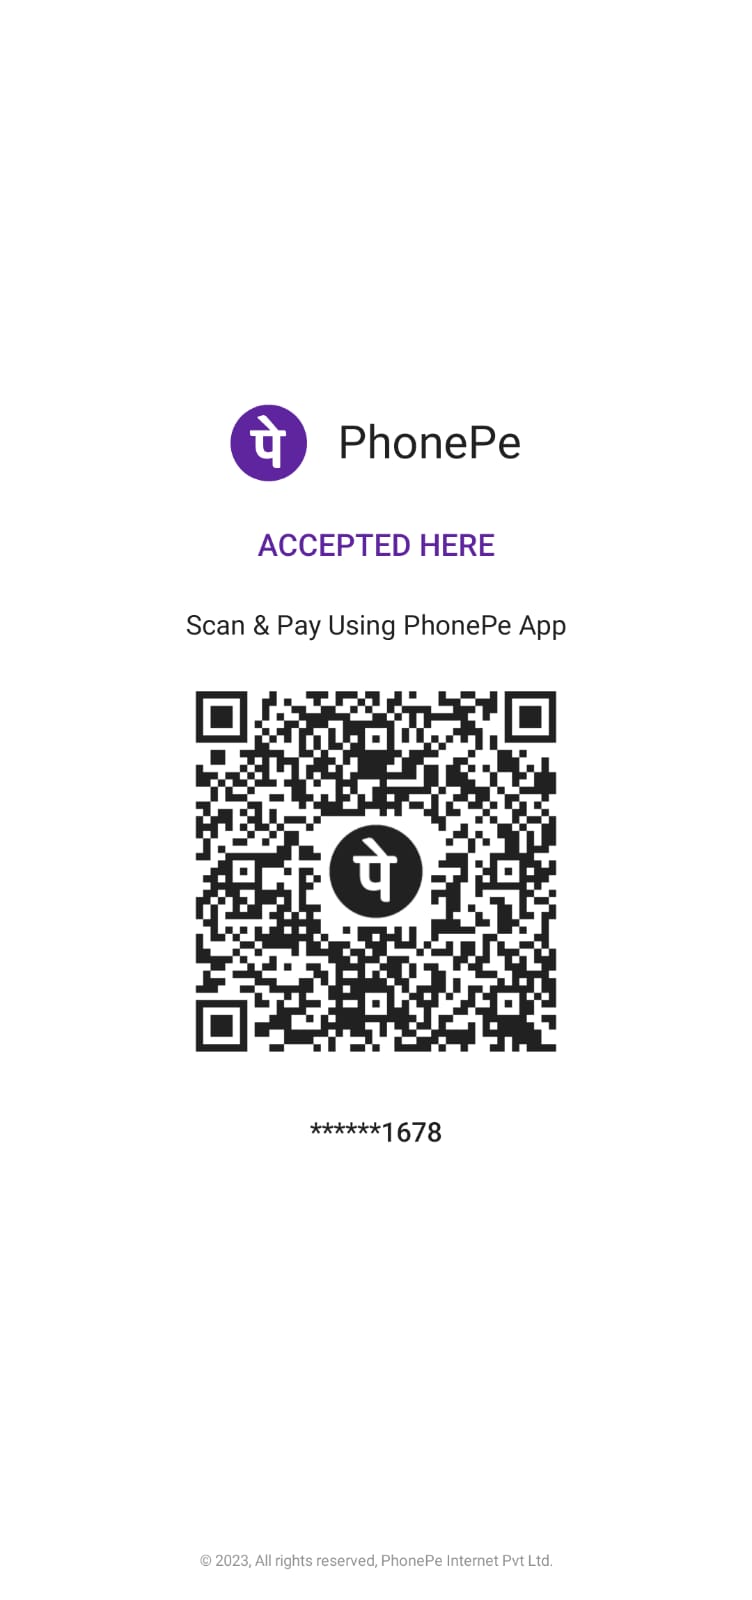 पे PhonePe
ACCEPTED HERE
Scan & Pay Using PhonePe App
पे
******1678
© 2023, All rights reserved, PhonePe Internet Pvt Ltd.